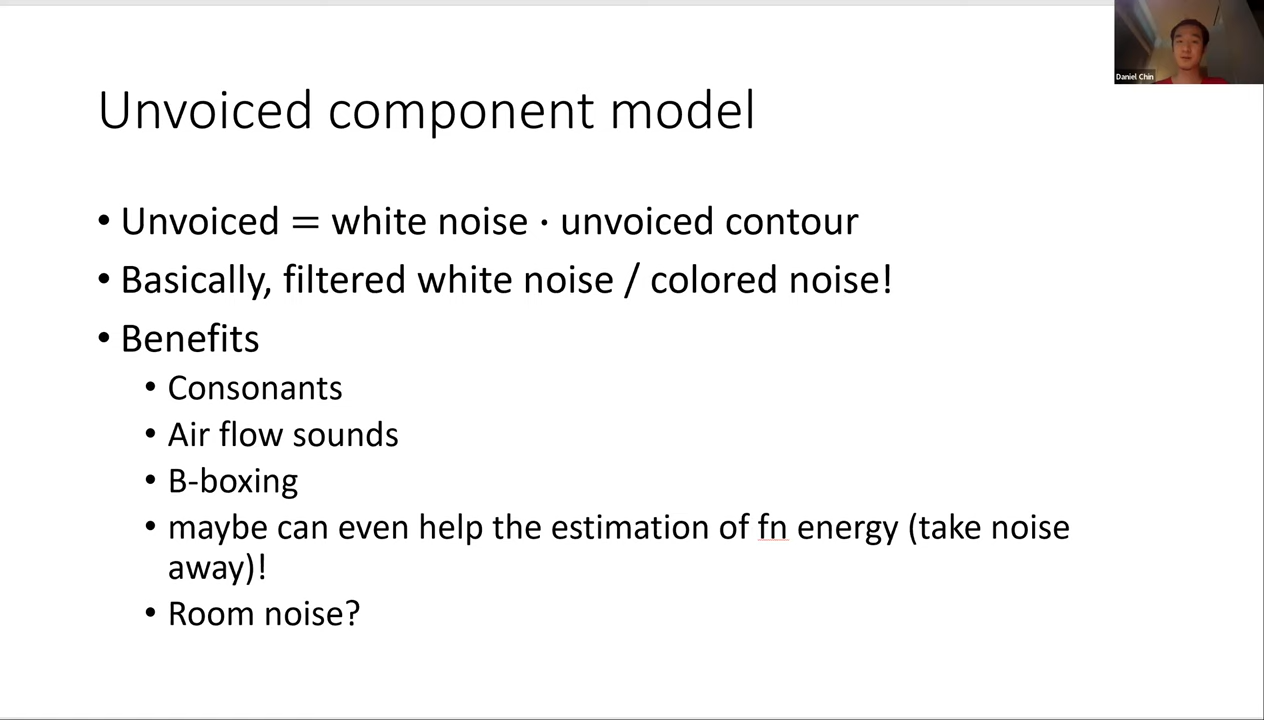 Daniel Chin
Unvoiced component model
• Unvoiced = white noise · unvoiced contour
• Basically, filtered white noise / colored noise!
• Benefits
• Consonants
• Air flow sounds
• B-boxing
• maybe can even help the estimation of fn energy (take noise
away)!
• Room noise?